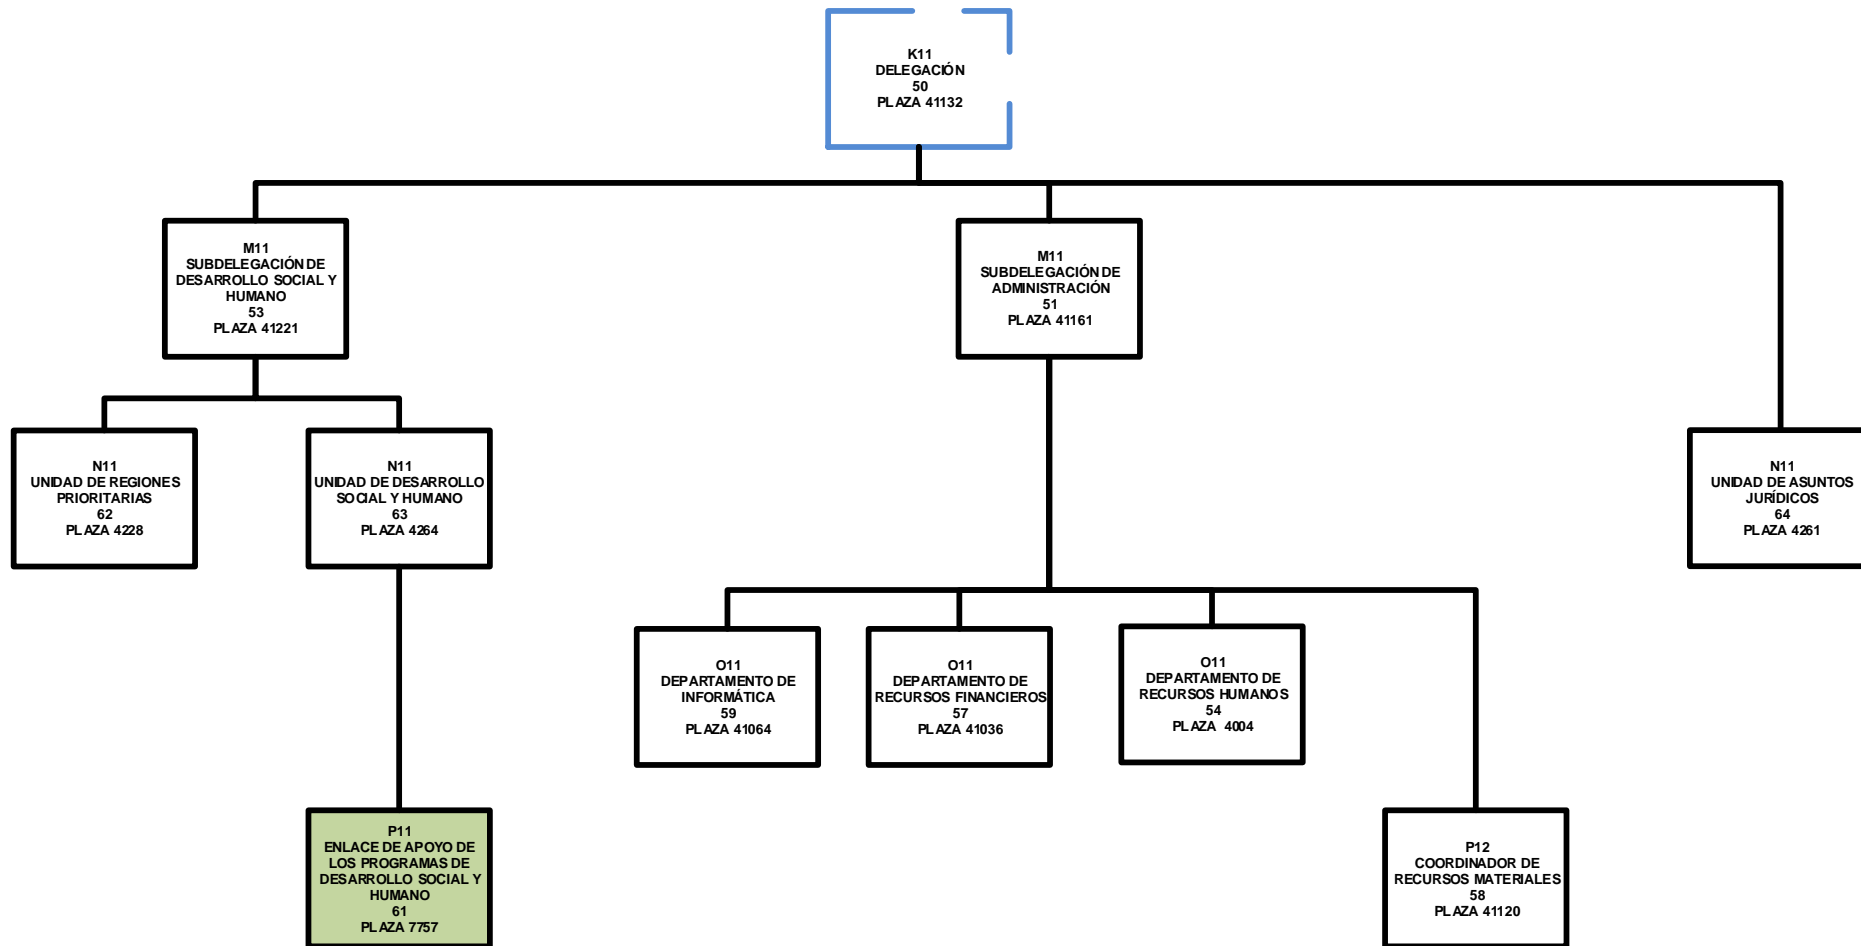 K11
DELEGACIÓN
50
PLAZA 41132
M11
SUBDELEGACIÓN DE
DESARROLLO SOCIAL Y
HUMANO
53
PLAZA 41221
M11
SUBDELEGACIÓN DE
ADMINISTRACIÓN
51
PLAZA 41161
N11
UNIDAD DE REGIONES
PRIORITARIAS
62
PLAZA 4228
N11
UNIDAD DE DESARROLLO
SOCIAL Y HUMANO
63
PLAZA 4264
N11
UNIDAD DE ASUNTOS
JURÍDICOS
64
PLAZA 4261
O11
DEPARTAMENTO DE
INFORMÁTICA
59
PLAZA 41064
O11
DEPARTAMENTO DE
RECURSOS FINANCIEROS
57
PLAZA 41036
O11
DEPARTAMENTO DE
RECURSOS HUMANOS
54
PLAZA 4004
P11
ENLACE DE APOYO DE
LOS PROGRAMAS DE
DESARROLLO SOCIAL Y
HUMANO
61
PLAZA 7757
P12
COORDINADOR DE
RECURSOS MATERIALES
58
PLAZA 41120